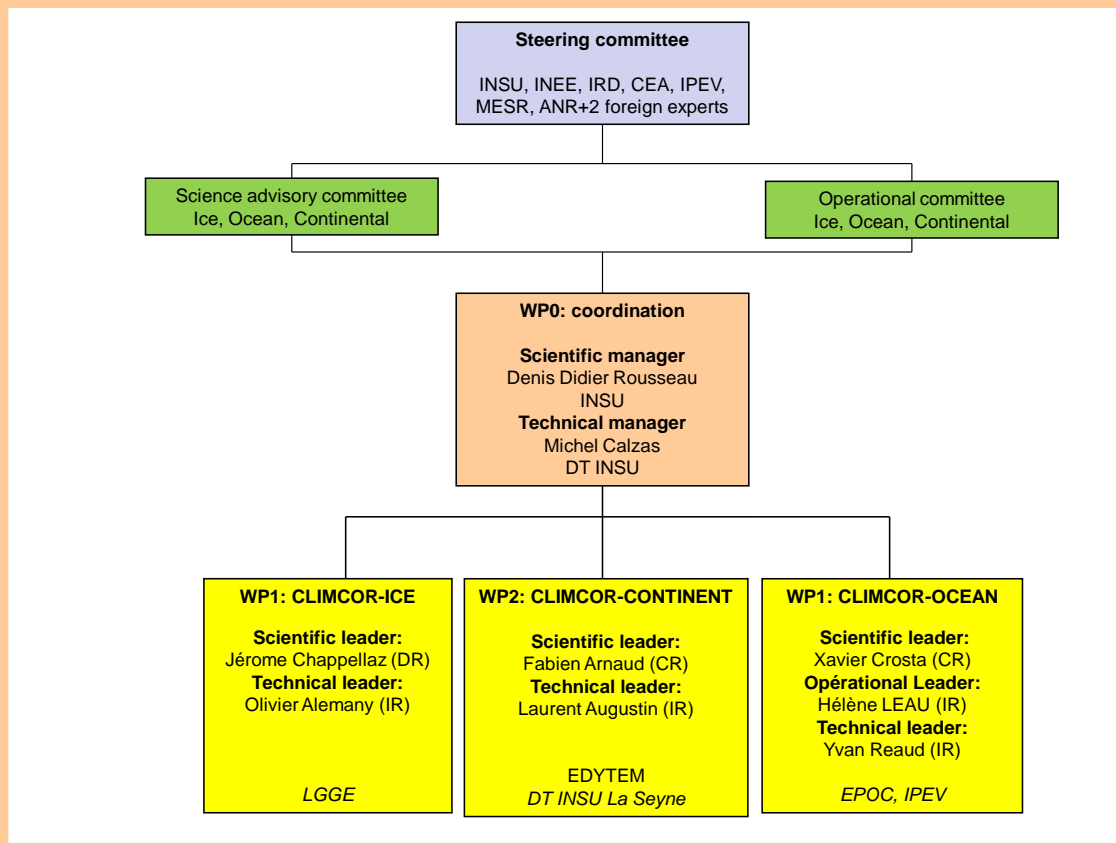 Steering committee
INSU, INEE, IRD, CEA, IPEV,
MESR, ANR+2 foreign experts
Science advisory committee
Ice, Ocean, Continental
Operational committee
Ice, Ocean, Continental
WP0: coordination
Scientific manager
Denis Didier Rousseau
INSU
Technical manager
Michel Calzas
DT INSU
WP1: CLIMCOR-ICE
Scientific leader:
Jérome Chappellaz (DR)
Technical leader:
Olivier Alemany (IR)
LGGE
WP2: CLIMCOR-CONTINENT
Scientific leader:
Fabien Arnaud (CR)
Technical leader:
Laurent Augustin (IR)
EDYTEM
DT INSU La Seyne
WP1: CLIMCOR-OCEAN
Scientific leader:
Xavier Crosta (CR)
Opérational Leader:
Hélène LEAU (IR)
Technical leader:
Yvan Reaud (IR)
EPOC, IPEV